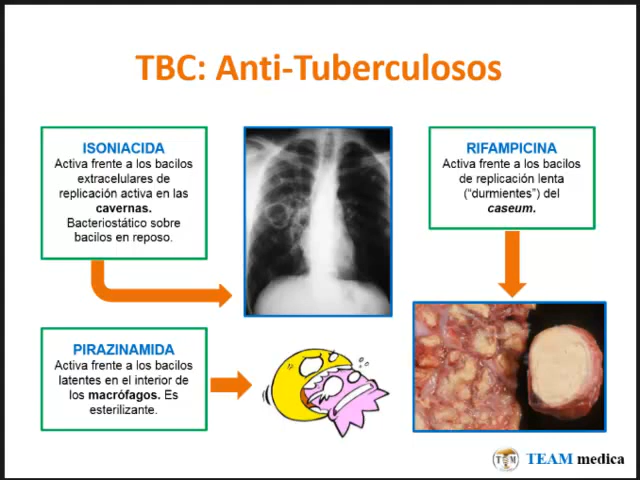 TBC: Anti-Tuberculosos
ISONIACIDA
Activa frente a los bacilos
extracelulares de
replicación activa en las
cavernas.
Bacteriostático sobre
bacilos en reposo.
RIFAMPICINA
Activa frente a los bacilos
de replicación lenta
(“durmientes”) del
caseum.
PIRAZINAMIDA
Activa frente a los bacilos
latentes en el interior de
los macrófagos. Es
esterilizante.
TEAM medica